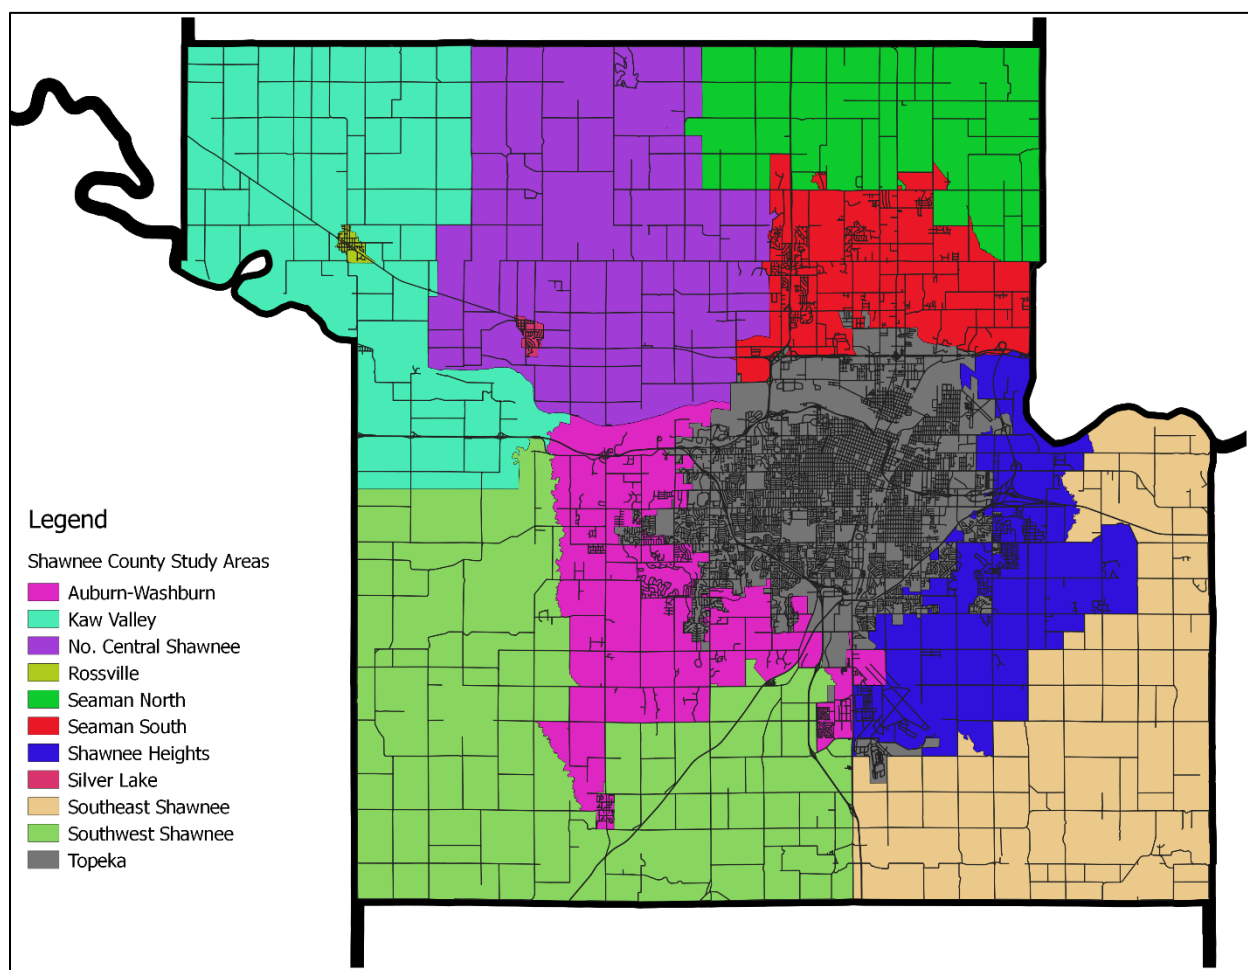 Legend
Shawnee County Study Areas
Auburn-Washburn
Kaw Valley
No. Central Shawnee
Rossville
Seaman North
Seaman South
Shawnee Heights
Silver Lake
Southeast Shawnee
Southwest Shawnee
Topeka